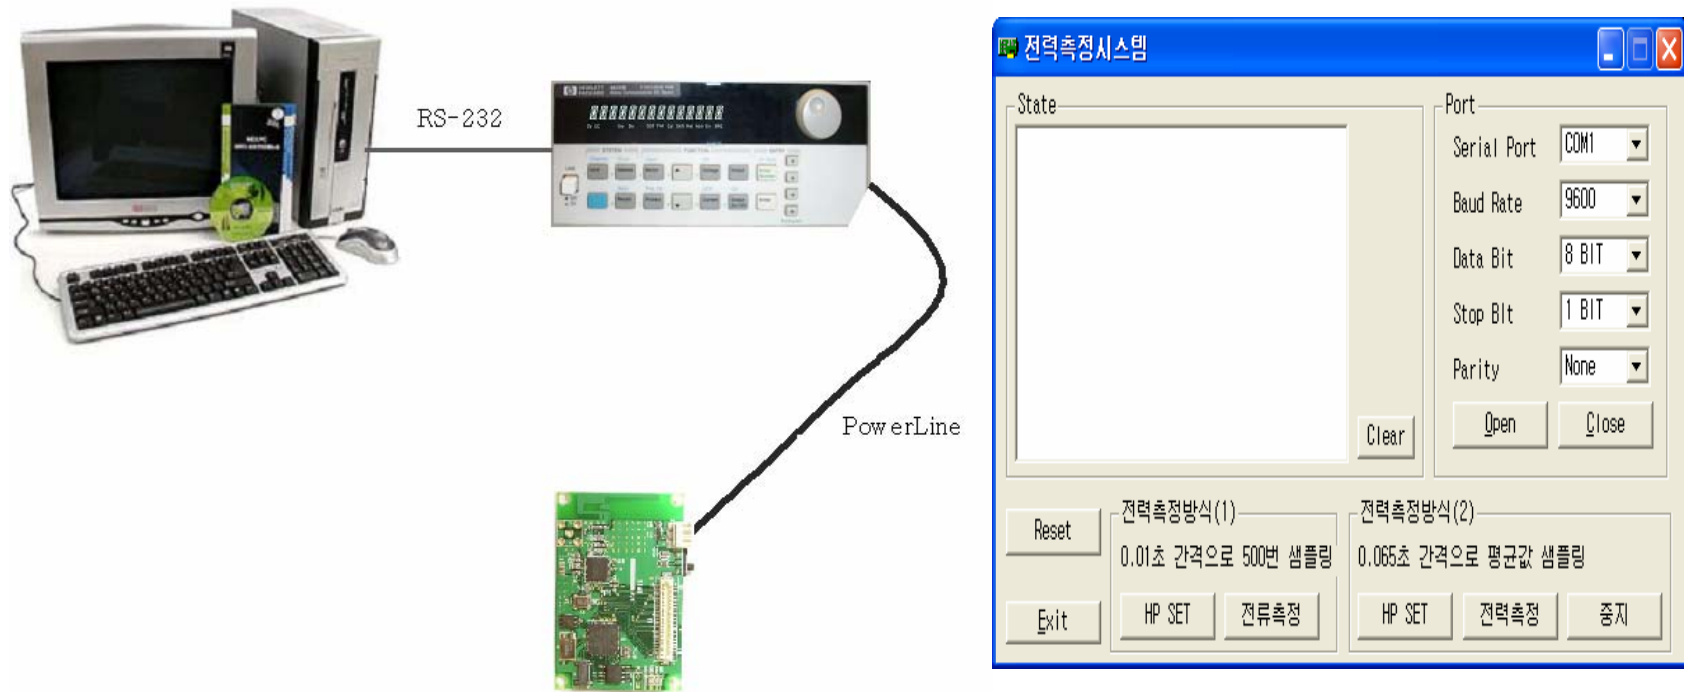 RS-232
HEWLETT
PACKARD
PowerLine
전력측정시스템
State
Clear
Port
Serial Port COM1
Baud Rate 9600
Data Bit 8 BIT
Stop BIt 1 BIT
Parity None
Open Close
Reset
Exit
전력측정방식(1)
0.01초 간격으로 500번 샘플링
HP SET 전류측정
전력측정방식(2)
0.065초 간격으로 평균값 샘플링
HP SET 전력측정 중지